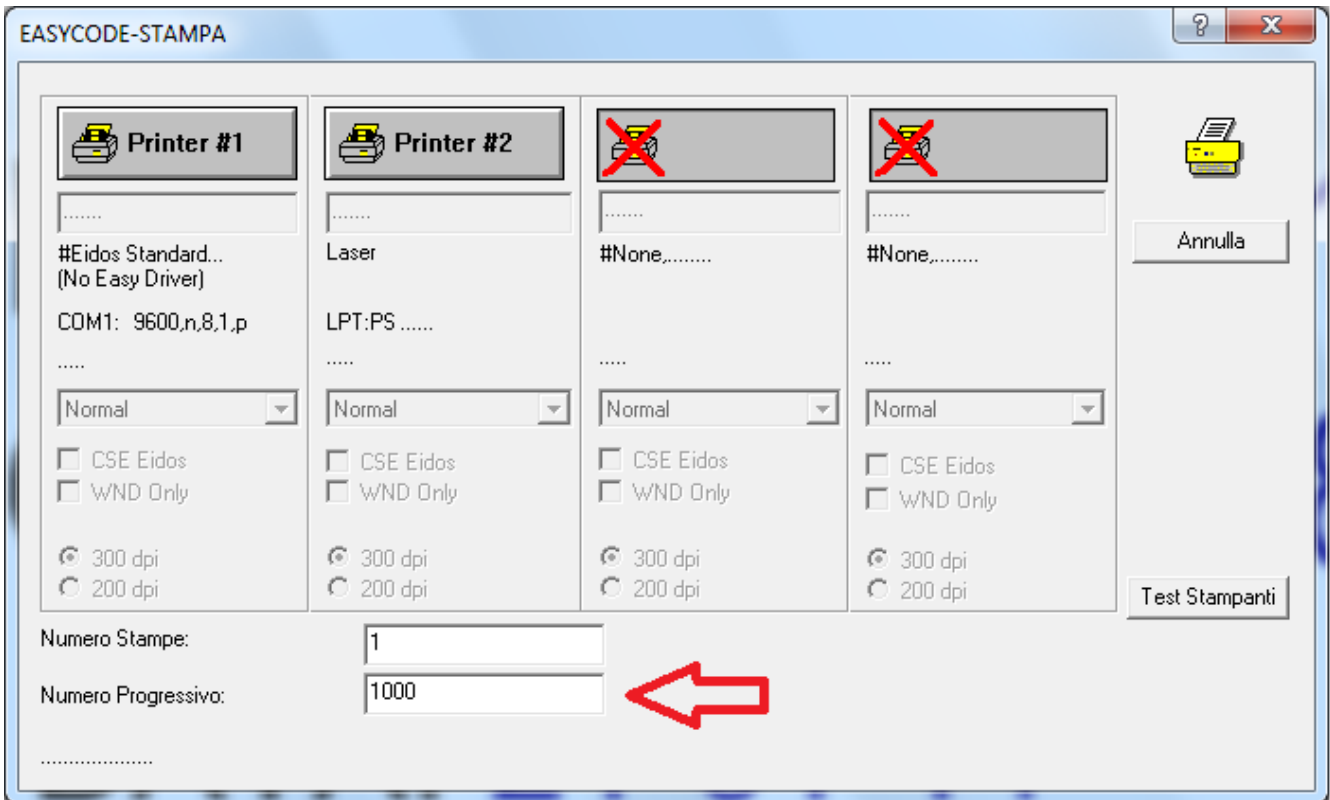 EASYCODE-STAMPA
Printer #1
.......
#Eidos Standard...
(No Easy Driver)
COM1: 9600,n,8,1,p
.....
Normal
CSE Eidos
WND Only
300 dpi
200 dpi
Printer #2
.......
Laser
LPT:PS ......
.....
Normal
CSE Eidos
WND Only
300 dpi
200 dpi
.......
#None,........
.....
Normal
CSE Eidos
WND Only
300 dpi
200 dpi
.......
#None,........
.....
Normal
CSE Eidos
WND Only
300 dpi
200 dpi
Annulla
Test Stampanti
Numero Stampe: 1
Numero Progressivo: 1000
....................